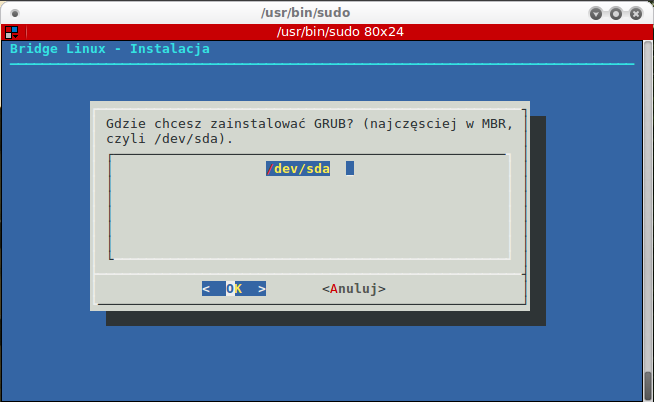 /usr/bin/sudo
/usr/bin/sudo 80x24
Bridge Linux - Instalacja
Gdzie chcesz zainstalować GRUB? (najczęsciej w MBR,
czyli /dev/sda).
/dev/sda
< OK > <Anuluj>